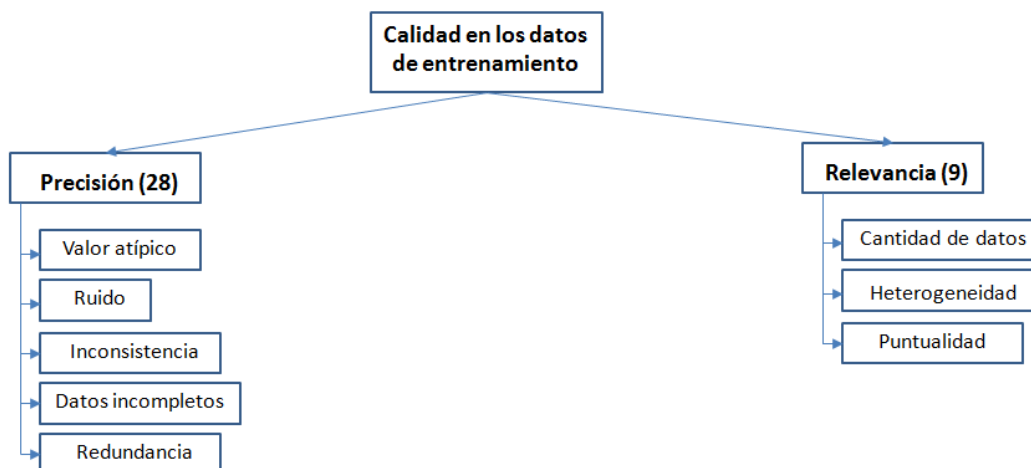 Calidad en los datos
de entrenamiento
Precisión (28)
Valor atípico
Ruido
Inconsistencia
Datos incompletos
Redundancia
Relevancia (9)
Cantidad de datos
Heterogeneidad
Puntualidad